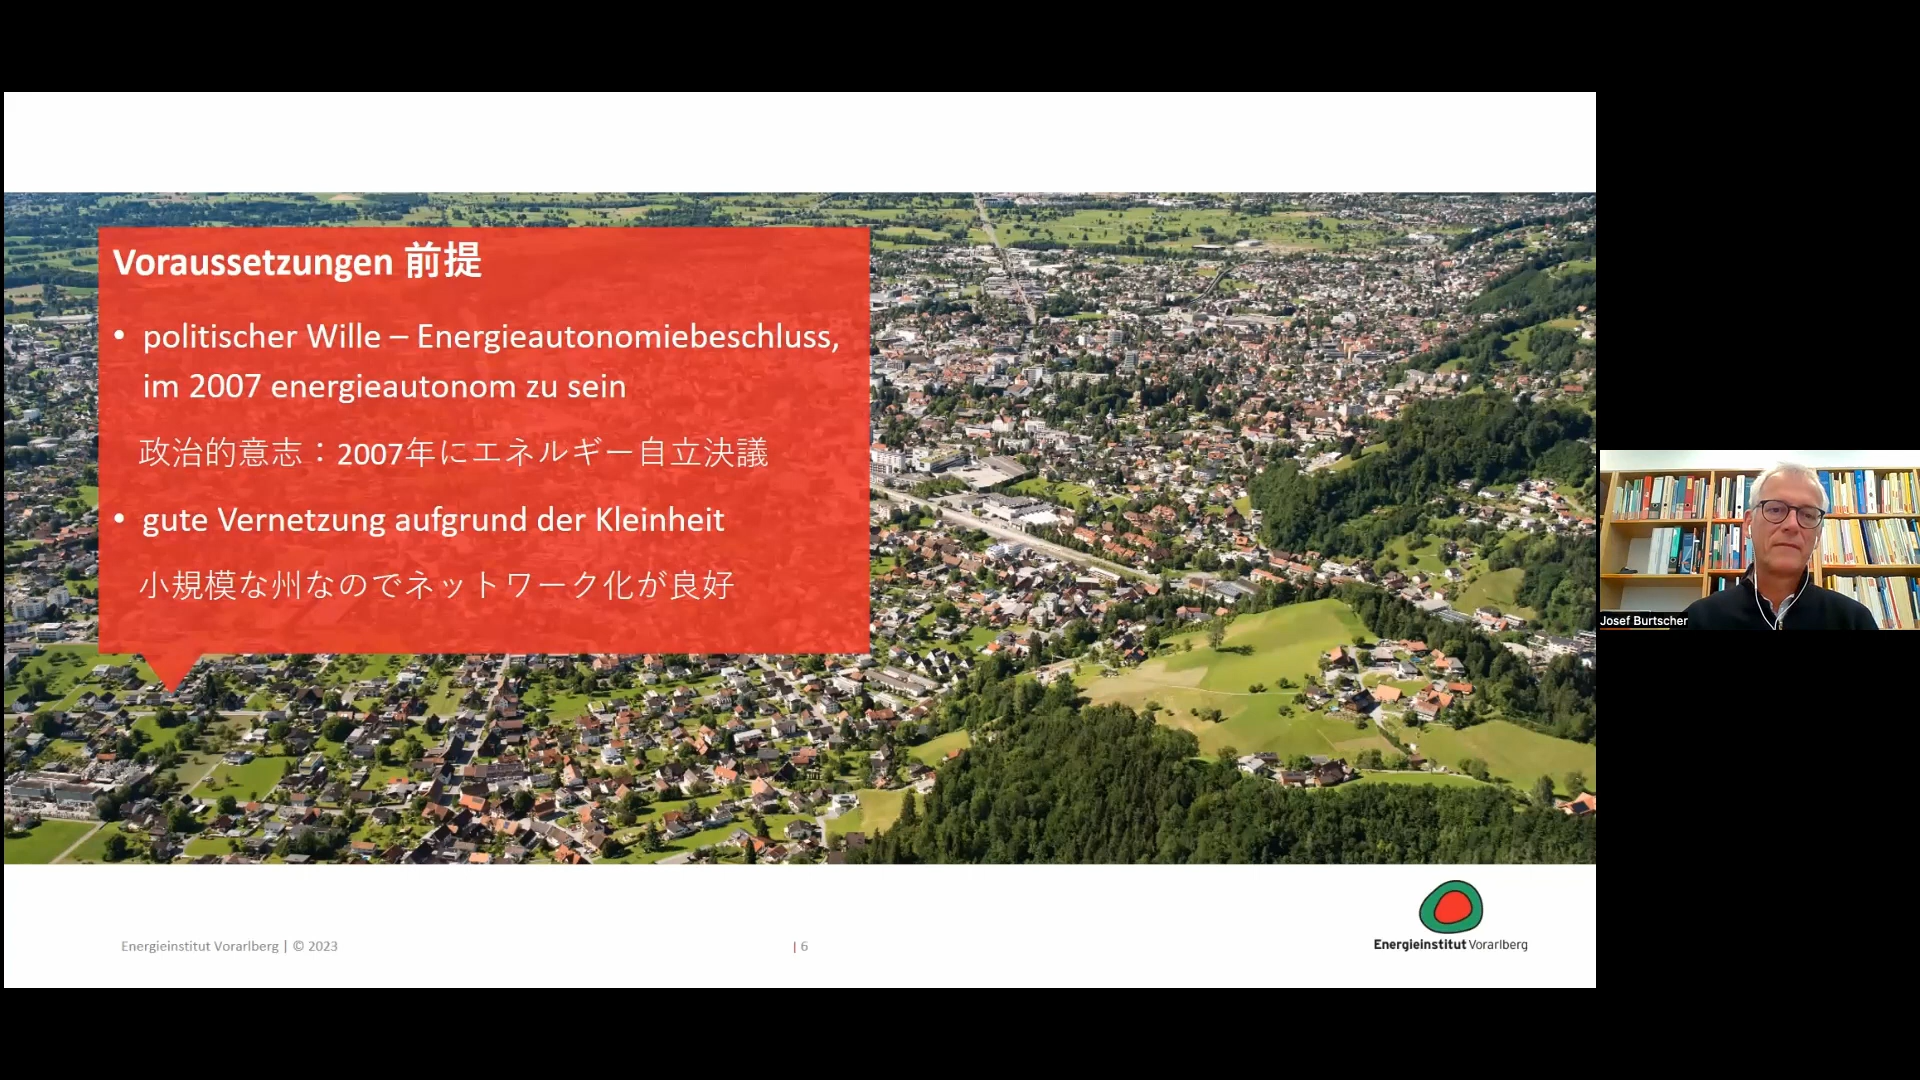 Voraussetzungen 前提
• politischer Wille – Energieautonomiebeschluss,
im 2007 energieautonom zu sein
政治的意志：2007年にエネルギー自立決議
• gute Vernetzung aufgrund der Kleinheit
小規模な州なのでネットワーク化が良好
Josef Burtscher
Energieinstitut Vorarlberg | © 2023
| 6
Energieinstitut Vorarlberg